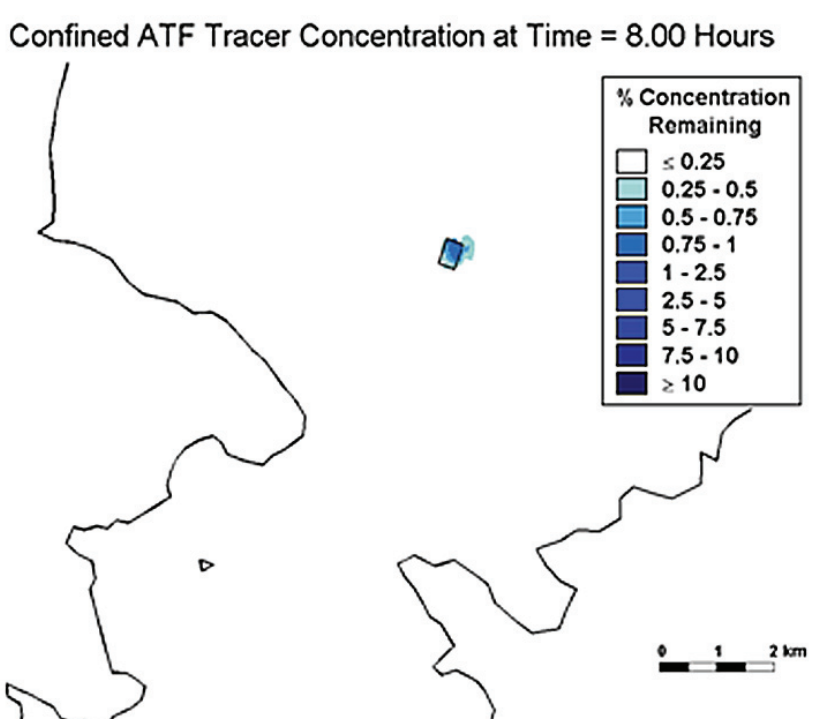 Confined ATF Tracer Concentration at Time = 8.00 Hours
% Concentration
Remaining
≤ 0.25
0.25 - 0.5
0.5 - 0.75
0.75 - 1
1 - 2.5
2.5 - 5
5 - 7.5
7.5 - 10
≥ 10
0 1 2 km